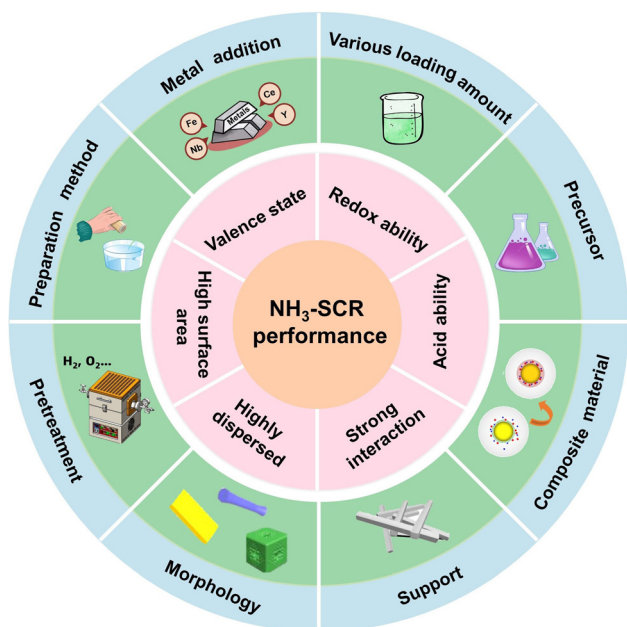 Metal addition
Various loading amount
Precursor
Composite material
Support
Morphology
Pretreatment
Preparation method
Metals
Fe
Ce
Y
Nb
H₂, O₂...
Valence state
Redox ability
Acid ability
Strong
interaction
Highly
dispersed
High surface
area
NH₃-SCR
performance